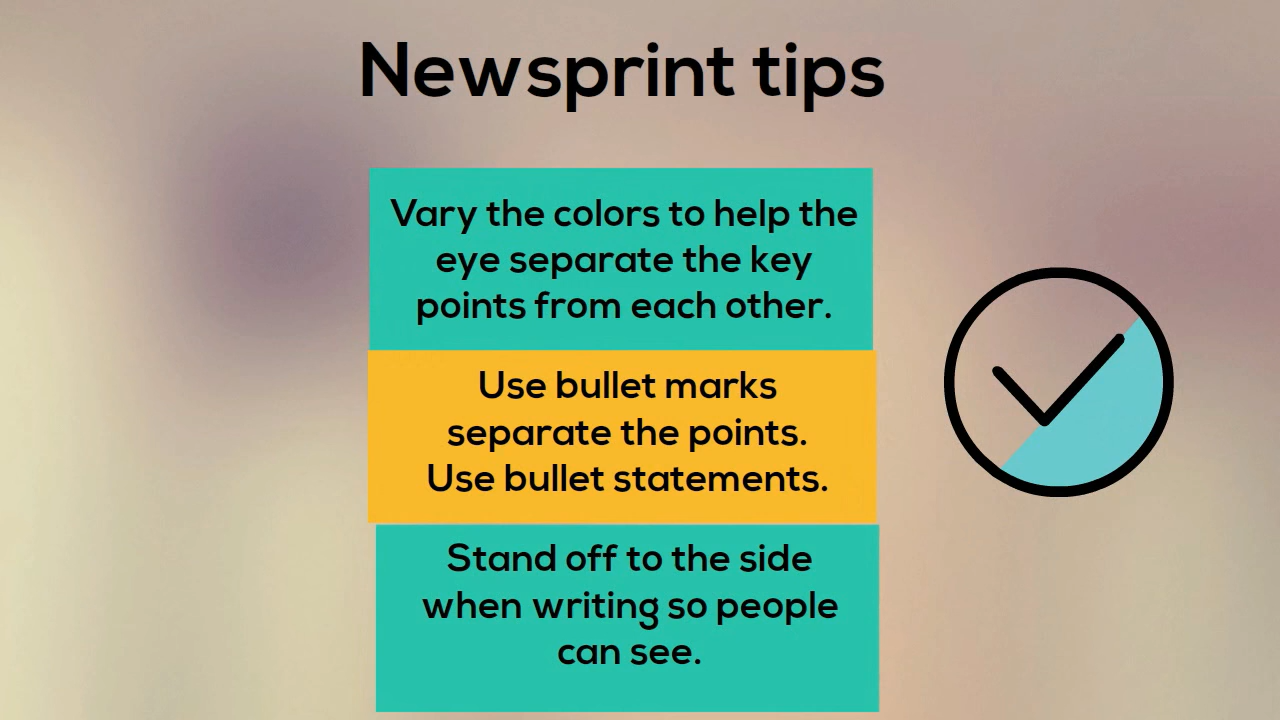 Newsprint tips
Vary the colors to help the
eye separate the key
points from each other.
Use bullet marks
separate the points.
Use bullet statements.
Stand off to the side
when writing so people
can see.